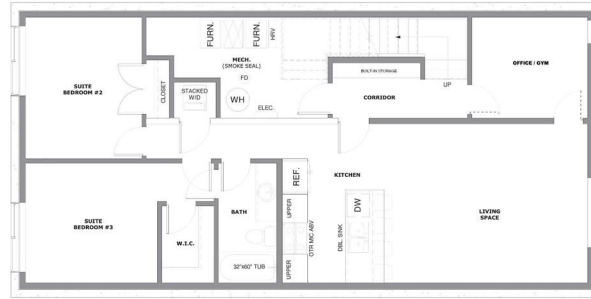 FURN.
FURN.
HRV
MECH.
(SMOKE SEAL)
FD
OFFICE / GYM
SUITE
BEDROOM #2
CLOSET
STACKED
W/D
WH
ELEC.
BUILT-IN STORAGE
UP
CORRIDOR
REF.
KITCHEN
UPPER
OTR MIC ABV
UPPER
DW
DBL. SINK
LIVING
SPACE
SUITE
BEDROOM #3
W.I.C.
BATH
32"x60" TUB